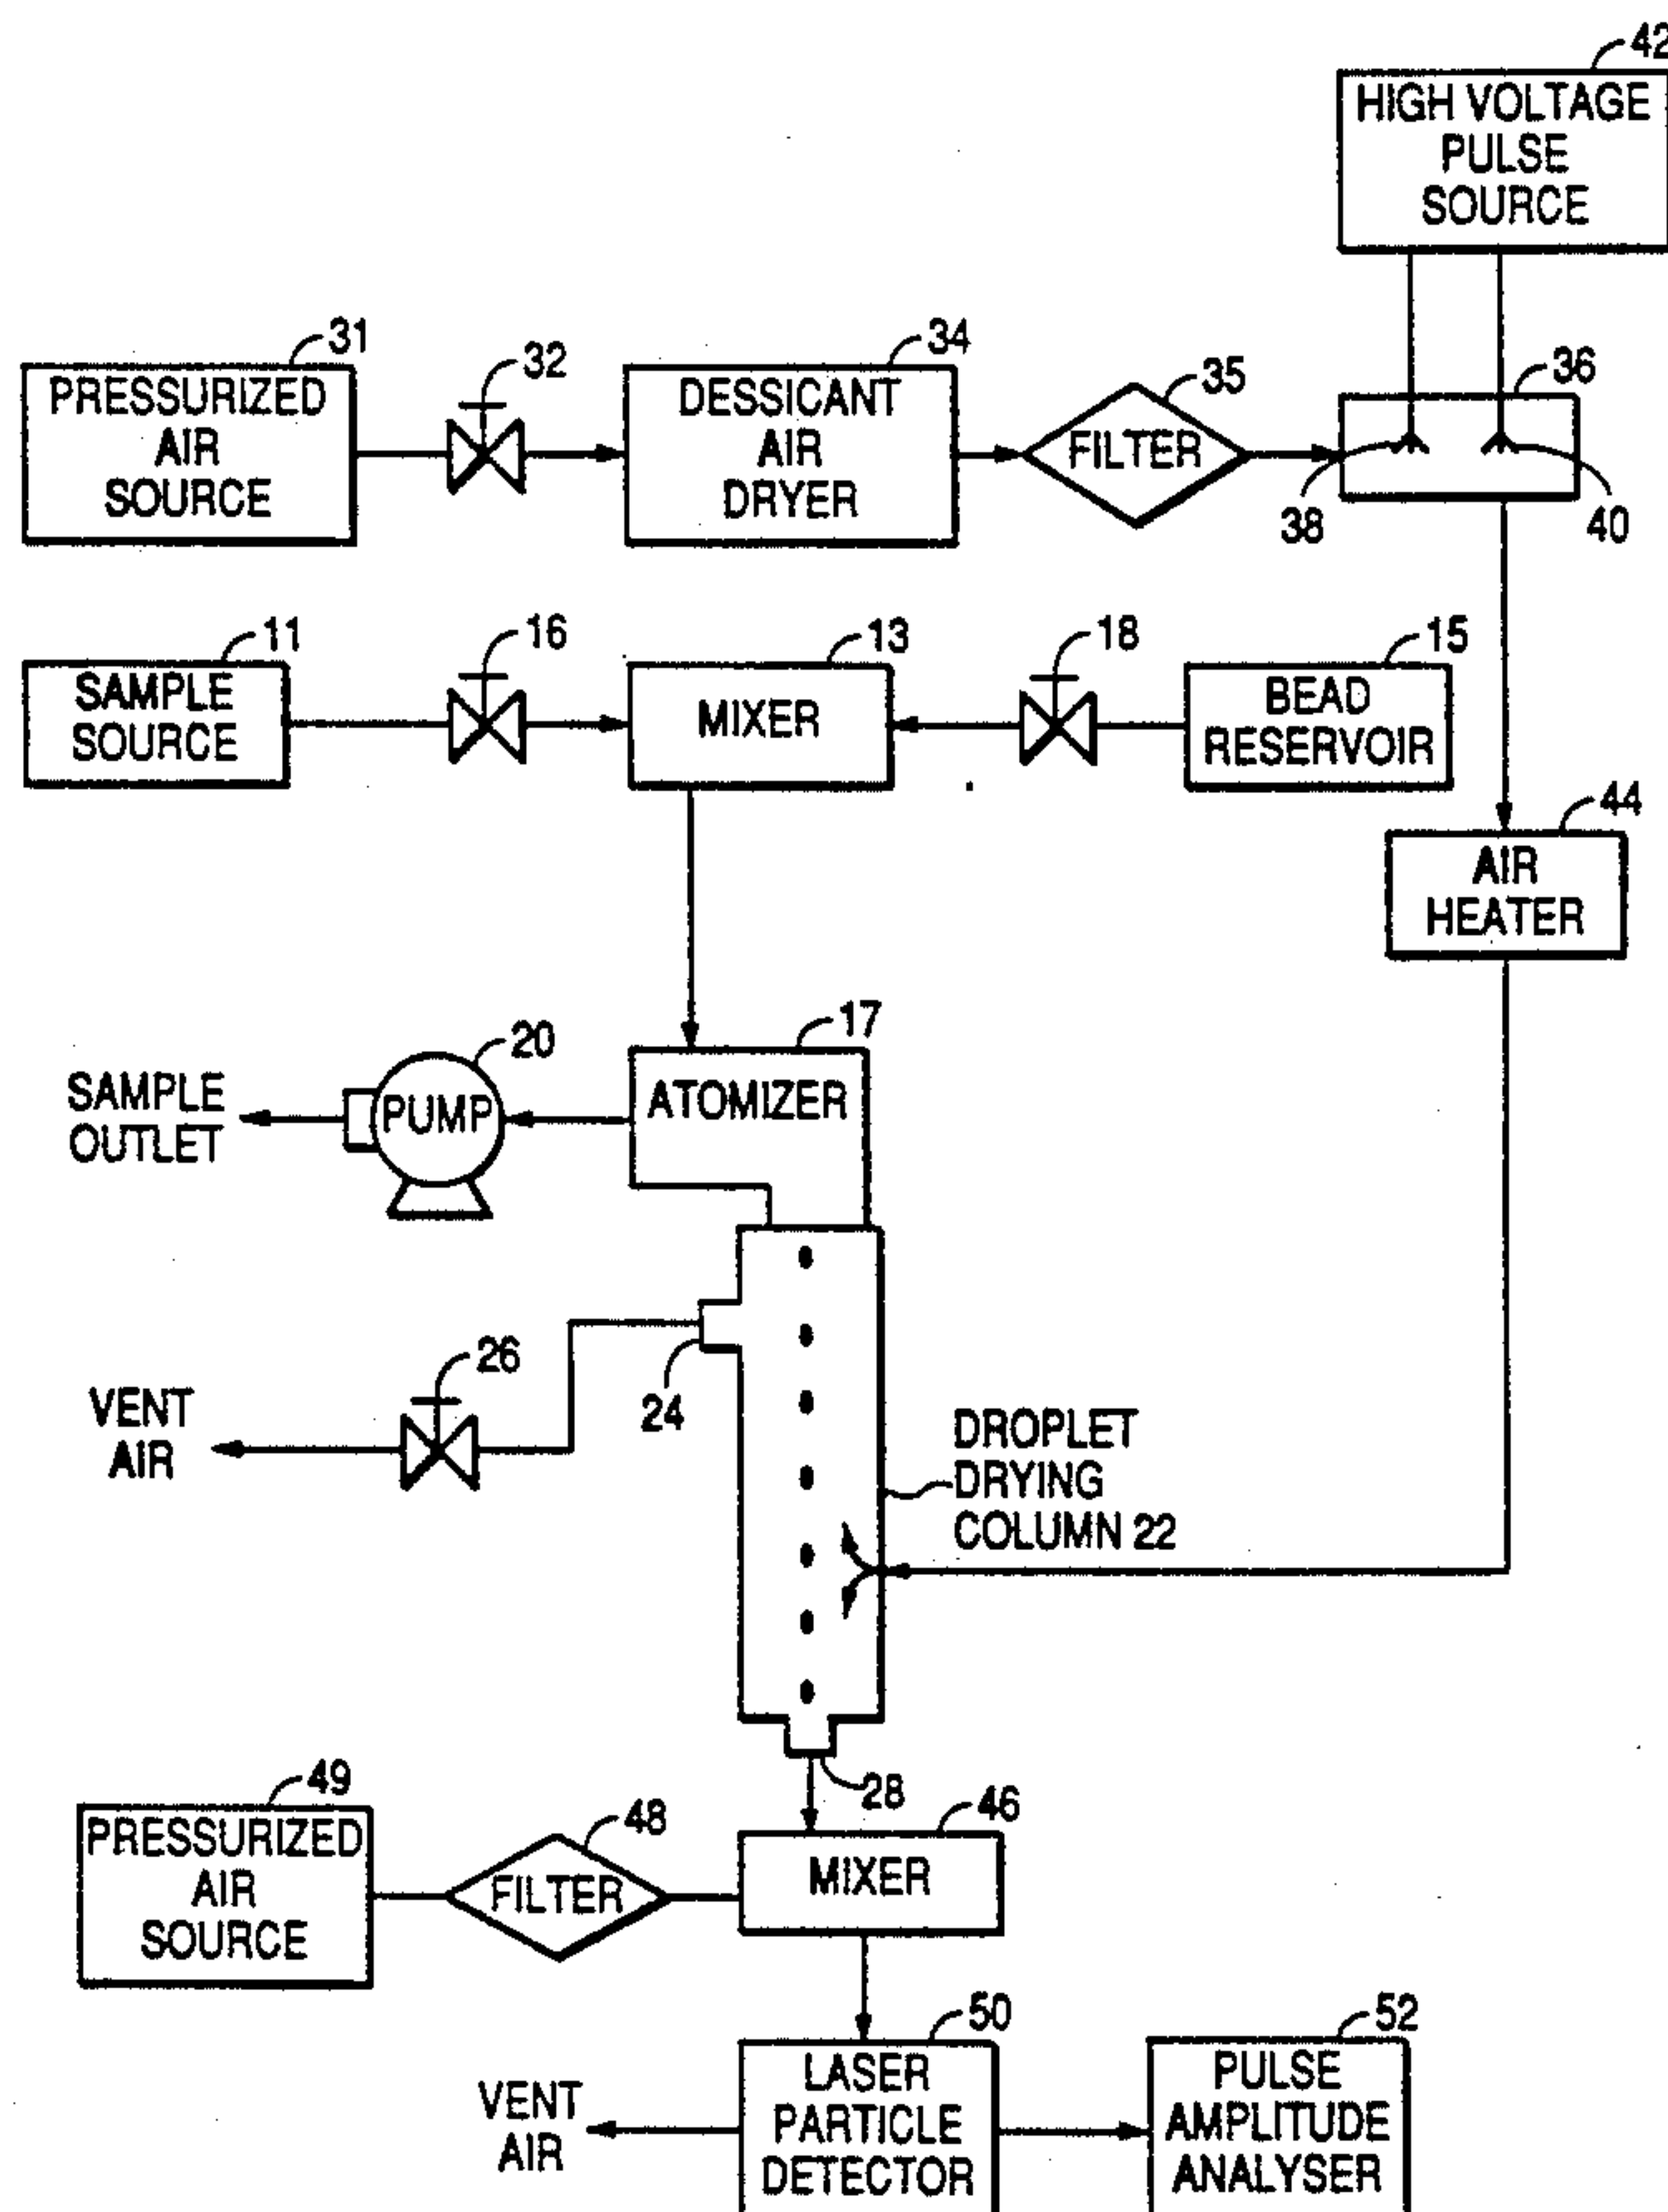 42
HIGH VOLTAGE
PULSE
SOURCE
31
PRESSURIZED
AIR
SOURCE
32
34
DESSICANT
AIR
DRYER
35
FILTER
36
38
40
11
SAMPLE
SOURCE
16
13
MIXER
18
15
BEAD
RESERVOIR
44
AIR
HEATER
17
ATOMIZER
20
PUMP
SAMPLE
OUTLET
24
26
VENT
AIR
DROPLET
DRYING
COLUMN 22
28
49
PRESSURIZED
AIR
SOURCE
48
FILTER
46
MIXER
50
LASER
PARTICLE
DETECTOR
VENT
AIR
52
PULSE
AMPLITUDE
ANALYSER